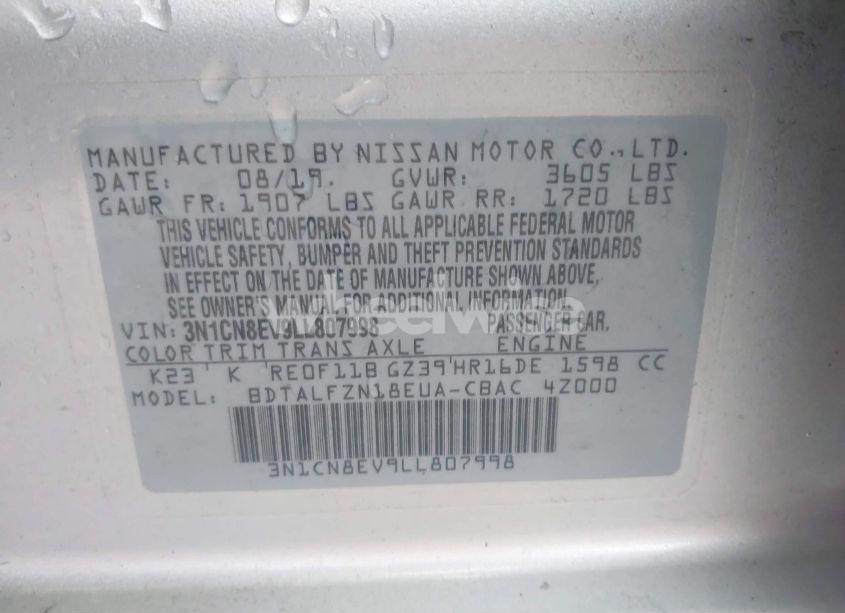 MANUFACTURED BY NISSAN MOTOR CO., LTD.
DATE: 08/19. GVWR: 3605 LBS
GAWR FR: 1907 LBS GAWR RR: 1720 LBS
THIS VEHICLE CONFORMS TO ALL APPLICABLE FEDERAL MOTOR
VEHICLE SAFETY, BUMPER AND THEFT PREVENTION STANDARDS
IN EFFECT ON THE DATE OF MANUFACTURE SHOWN ABOVE,
SEE OWNER'S MANUAL FOR ADDITIONAL INFORMATION.
wheelwire
VIN: 3N1CN8EV9LL807998 PASSENGER CAR.
COLOR TRIM TRANS AXLE ENGINE
K23 K RE0F11B GZ39 HR16DE 1598 CC
MODEL: BDTALFZN18EUA-CBAC 4Z000
3N1CN8EV9LL807998